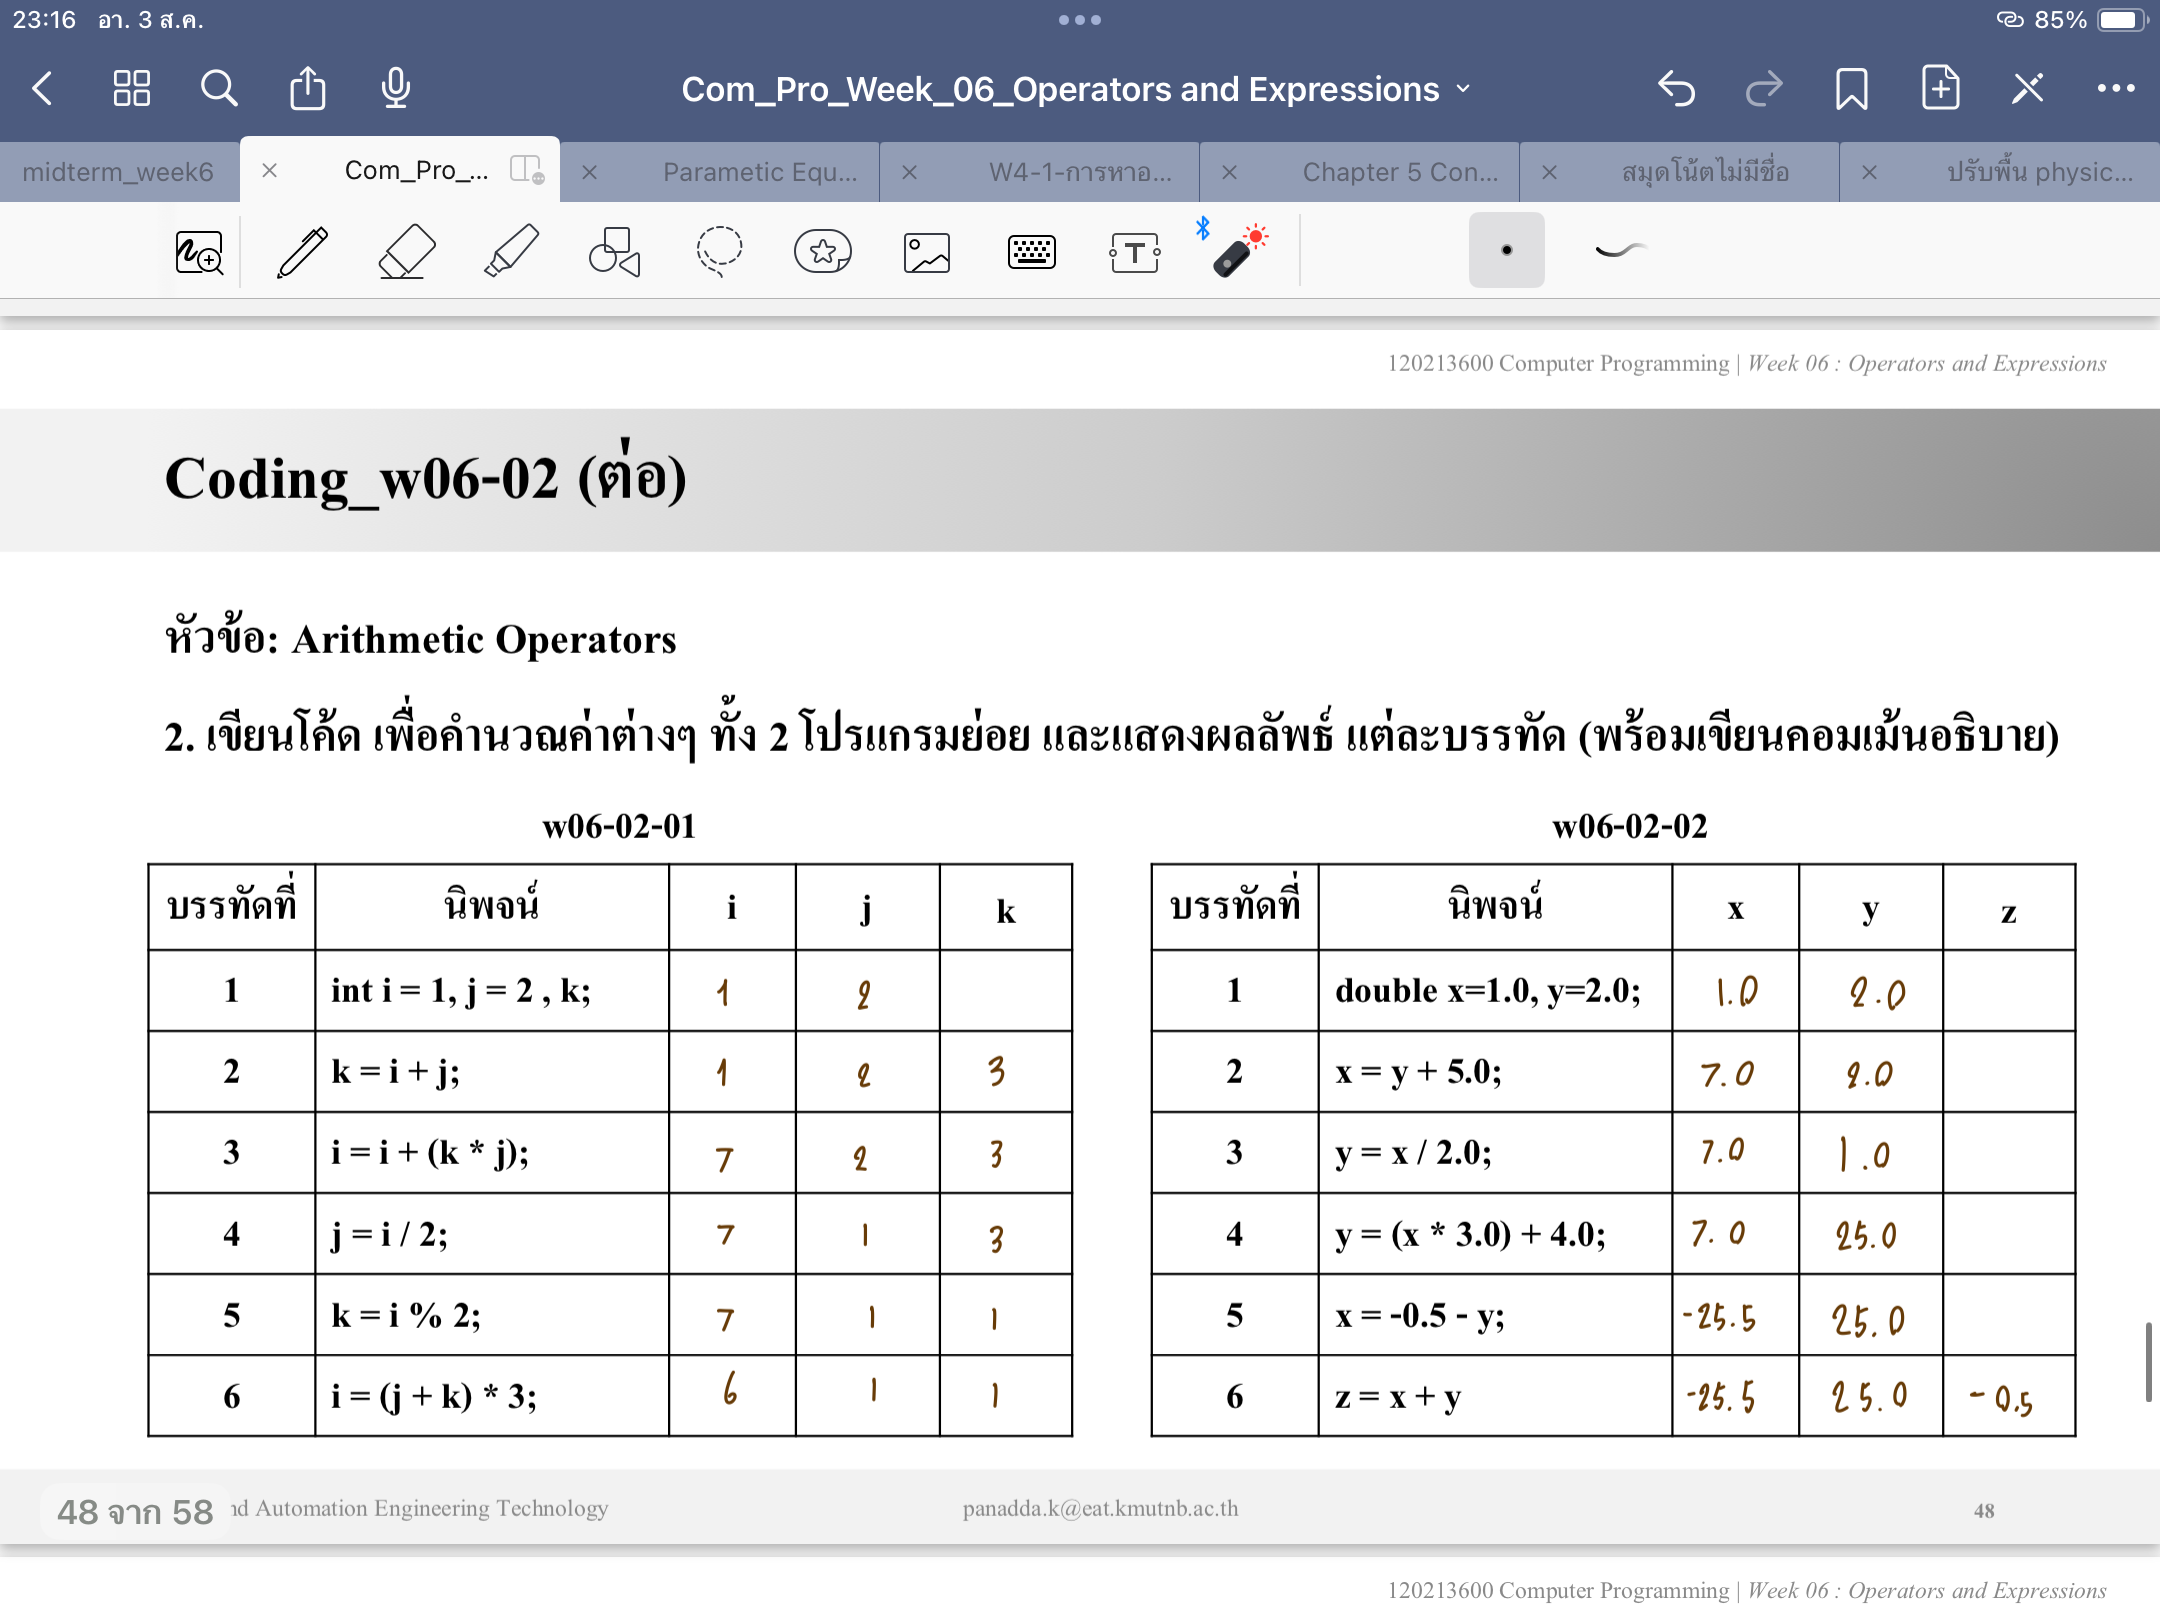 23:16 อา. 3 ส.ค.
85%
Com_Pro_Week_06_Operators and Expressions
midterm_week6
Com_Pro_...
Parametic Equ...
W4-1-การหาอ...
Chapter 5 Con...
สมุดโน้ตไม่มีชื่อ
ปรับพื้น physic...
120213600 Computer Programming | Week 06 : Operators and Expressions
Coding_w06-02 (ต่อ)
หัวข้อ: Arithmetic Operators
2. เขียนโค้ด เพื่อคำนวณค่าต่างๆ ทั้ง 2 โปรแกรมย่อย และแสดงผลลัพธ์ แต่ละบรรทัด (พร้อมเขียนคอมเม้นอธิบาย)
w06-02-01
บรรทัดที่ นิพจน์ i j k
1 int i = 1, j = 2 , k; 1 2
2 k = i + j; 1 2 3
3 i = i + (k * j); 7 2 3
4 j = i / 2; 7 1 3
5 k = i % 2; 7 1 1
6 i = (j + k) * 3; 6 1 1
w06-02-02
บรรทัดที่ นิพจน์ x y z
1 double x=1.0, y=2.0; 1.0 2.0
2 x = y + 5.0; 7.0 2.0
3 y = x / 2.0; 7.0 1.0
4 y = (x * 3.0) + 4.0; 7.0 25.0
5 x = -0.5 - y; -25.5 25.0
6 z = x + y -25.5 25.0 -0.5
48 จาก 58
nd Automation Engineering Technology
panadda.k@eat.kmutnb.ac.th
48
120213600 Computer Programming | Week 06 : Operators and Expressions